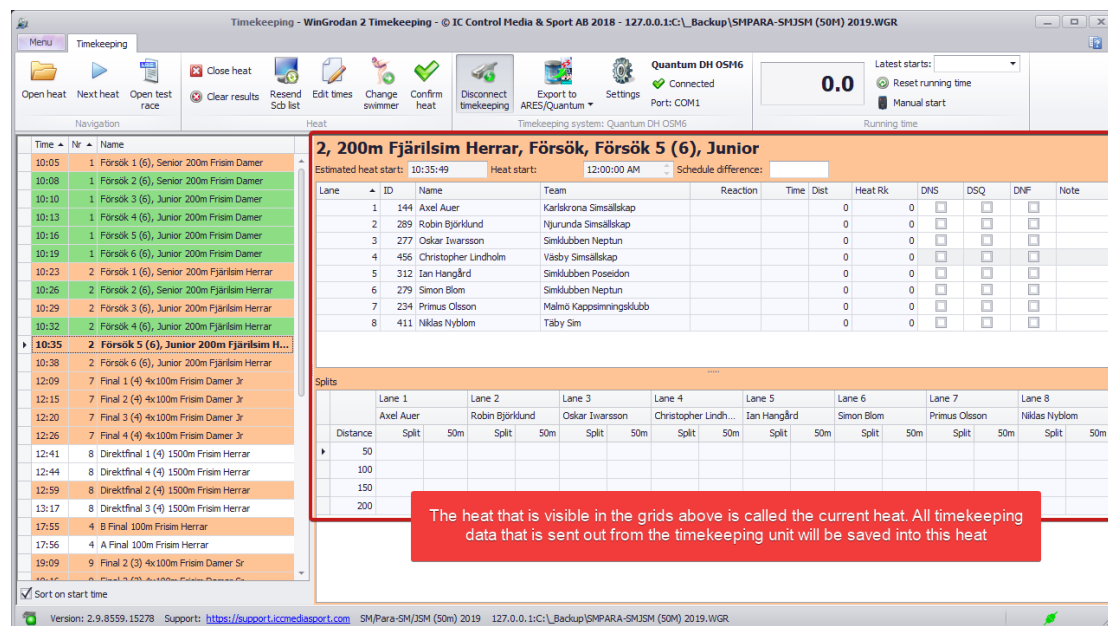 Timekeeping - WinGrodan 2 Timekeeping - © IC Control Media & Sport AB 2018 - 127.0.0.1:C:\_Backup\SMPARA-SMJSM (50M) 2019.WGR
Menu Timekeeping
Open heat Next heat Open test race Close heat Clear results Resend Scb list Edit times Change swimmer Confirm heat Disconnect timekeeping Export to ARES/Quantum Settings Quantum DH OSM6 Connected Port: COM1 0.0 Latest starts: Reset running time Manual start
Navigation Heat Timekeeping system: Quantum DH OSM6 Running time
Time Nr Name
10:05 1 Försök 1 (6), Senior 200m Frisim Damer
10:08 1 Försök 2 (6), Senior 200m Frisim Damer
10:10 1 Försök 3 (6), Junior 200m Frisim Damer
10:13 1 Försök 4 (6), Junior 200m Frisim Damer
10:16 1 Försök 5 (6), Junior 200m Frisim Damer
10:19 1 Försök 6 (6), Junior 200m Frisim Damer
10:23 2 Försök 1 (6), Senior 200m Fjärilsim Herrar
10:26 2 Försök 2 (6), Senior 200m Fjärilsim Herrar
10:29 2 Försök 3 (6), Junior 200m Fjärilsim Herrar
10:32 2 Försök 4 (6), Junior 200m Fjärilsim Herrar
10:35 2 Försök 5 (6), Junior 200m Fjärilsim H...
10:38 2 Försök 6 (6), Junior 200m Fjärilsim Herrar
12:09 7 Final 1 (4) 4x100m Frisim Damer Jr
12:15 7 Final 2 (4) 4x100m Frisim Damer Jr
12:20 7 Final 3 (4) 4x100m Frisim Damer Jr
12:26 7 Final 4 (4) 4x100m Frisim Damer Jr
12:41 8 Direktfinal 1 (4) 1500m Frisim Herrar
12:44 8 Direktfinal 4 (4) 1500m Frisim Herrar
12:59 8 Direktfinal 2 (4) 1500m Frisim Herrar
13:17 8 Direktfinal 3 (4) 1500m Frisim Herrar
17:55 4 B Final 100m Frisim Herrar
17:56 4 A Final 100m Frisim Herrar
19:09 9 Final 2 (3) 4x100m Frisim Damer Sr
Sort on start time
2, 200m Fjärilsim Herrar, Försök, Försök 5 (6), Junior
Estimated heat start: 10:35:49 Heat start: 12:00:00 AM Schedule difference:
Lane ID Name Team Reaction Time Dist Heat Rk DNS DSQ DNF Note
1 144 Axel Auer Karlskrona Simsällskap 0 0
2 289 Robin Björklund Njurunda Simsällskap 0 0
3 277 Oskar Iwarsson Simklubben Neptun 0 0
4 456 Christopher Lindholm Väsby Simsällskap 0 0
5 312 Ian Hangård Simklubben Poseidon 0 0
6 279 Simon Blom Simklubben Neptun 0 0
7 234 Primus Olsson Malmö Kappsimningsklubb 0 0
8 411 Niklas Nyblom Täby Sim 0 0
Splits
Lane 1 Lane 2 Lane 3 Lane 4 Lane 5 Lane 6 Lane 7 Lane 8
Axel Auer Robin Björklund Oskar Iwarsson Christopher Lindh... Ian Hangård Simon Blom Primus Olsson Niklas Nyblom
Distance Split 50m Split 50m Split 50m Split 50m Split 50m Split 50m Split 50m Split 50m
50
100
150
200
The heat that is visible in the grids above is called the current heat. All timekeeping
data that is sent out from the timekeeping unit will be saved into this heat
Version: 2.9.8559.15278 Support: https://support.iccmediasport.com SM/Para-SM/JSM (50m) 2019 127.0.0.1:C:\_Backup\SMPARA-SMJSM (50M) 2019.WGR